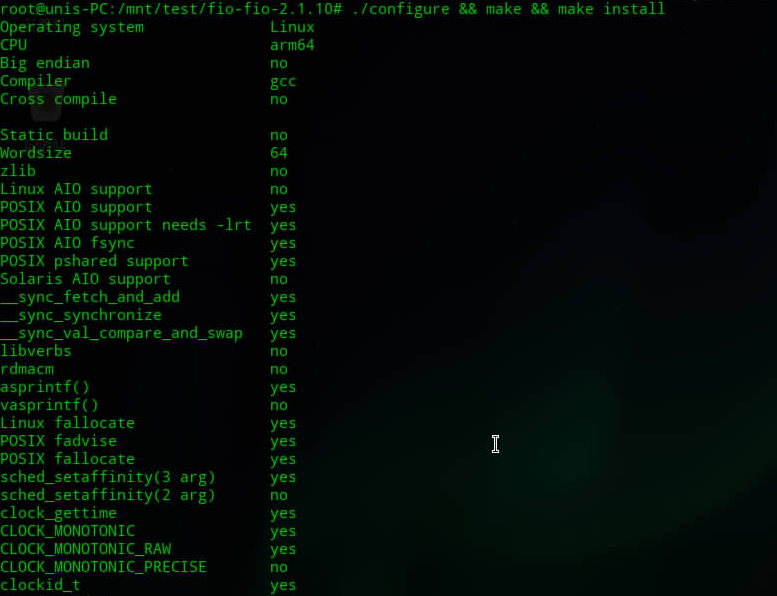 root@unis-PC:/mnt/test/fio-fio-2.1.10# ./configure && make && make install
Operating system              Linux
CPU                           arm64
Big endian                    no
Compiler                      gcc
Cross compile                 no

Static build                  no
Wordsize                      64
zlib                          no
Linux AIO support             no
POSIX AIO support             yes
POSIX AIO support needs -lrt  yes
POSIX AIO fsync               yes
POSIX pshared support         yes
Solaris AIO support           no
__sync_fetch_and_add          yes
__sync_synchronize            yes
__sync_val_compare_and_swap   yes
libverbs                      no
rdmacm                        no
asprintf()                    yes
vasprintf()                   no
Linux fallocate               yes
POSIX fadvise                 yes
POSIX fallocate               yes
sched_setaffinity(3 arg)      yes
sched_setaffinity(2 arg)      no
clock_gettime                 yes
CLOCK_MONOTONIC               yes
CLOCK_MONOTONIC_RAW           yes
CLOCK_MONOTONIC_PRECISE       no
clockid_t                     yes